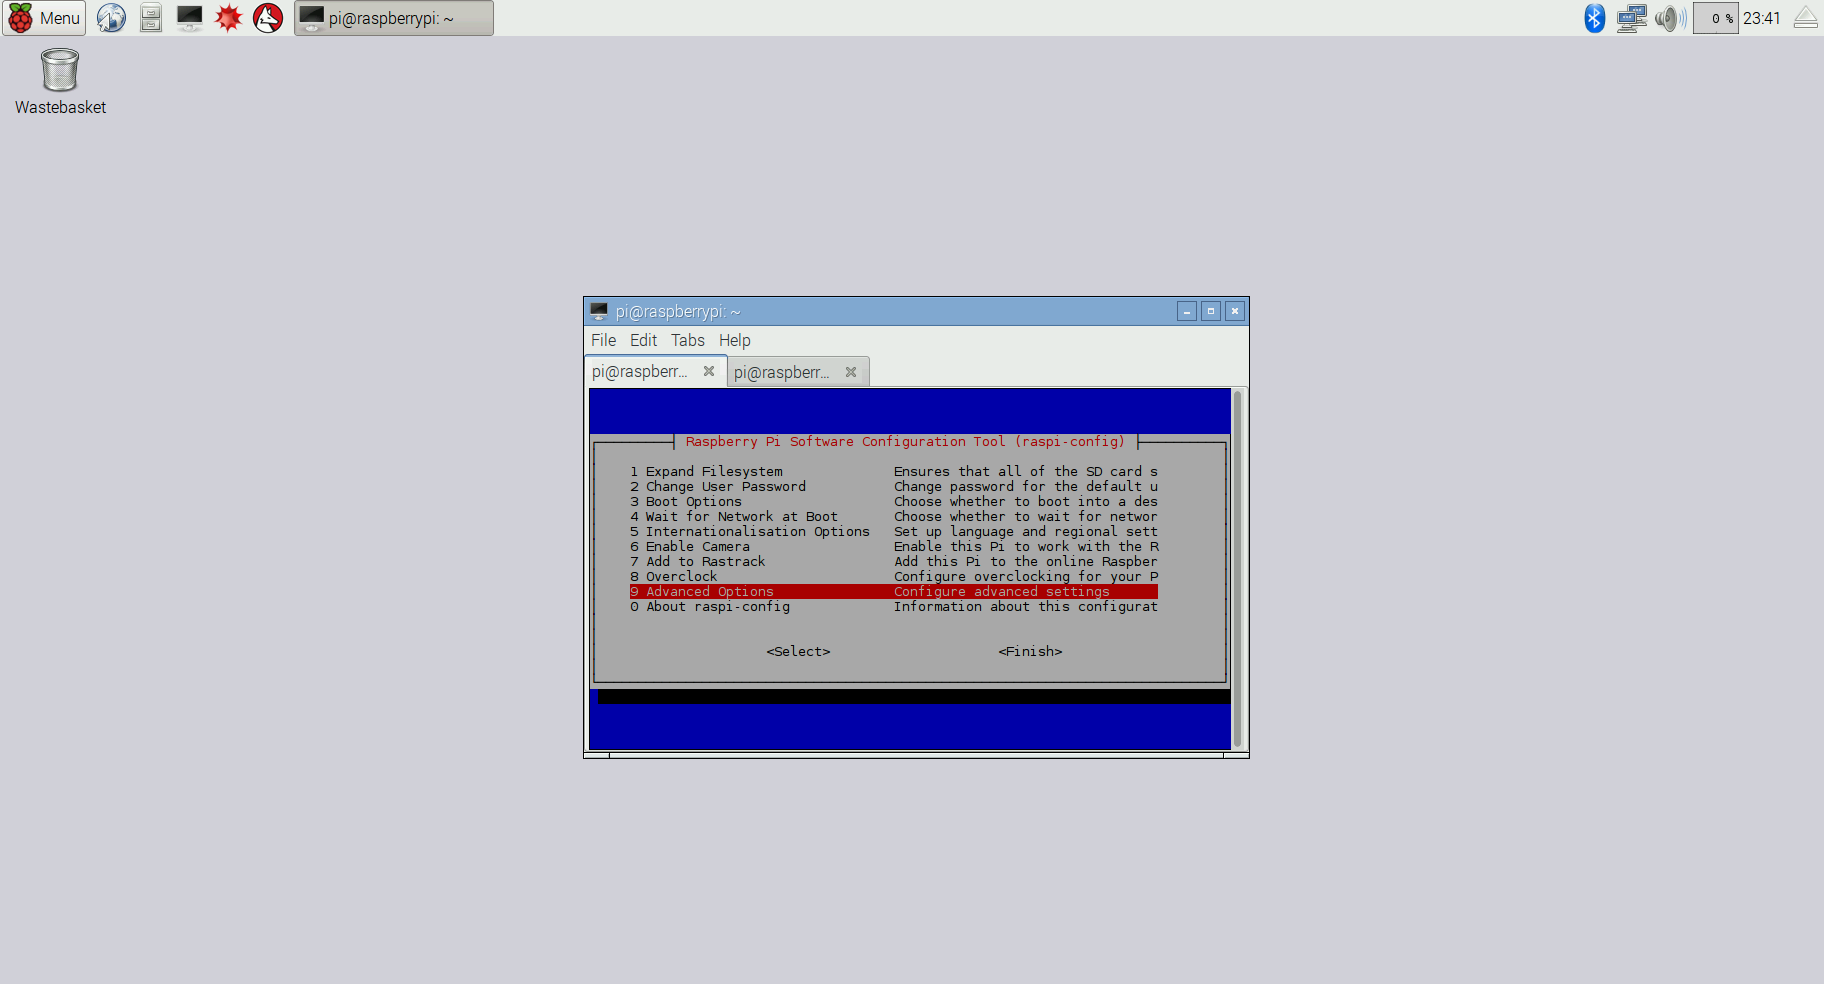 Menu
pi@raspberrypi: ~
0 %
23:41
Wastebasket
pi@raspberrypi: ~
File Edit Tabs Help
pi@raspberr...
pi@raspberr...
Raspberry Pi Software Configuration Tool (raspi-config)
1 Expand Filesystem Ensures that all of the SD card s
2 Change User Password Change password for the default u
3 Boot Options Choose whether to boot into a des
4 Wait for Network at Boot Choose whether to wait for networ
5 Internationalisation Options Set up language and regional sett
6 Enable Camera Enable this Pi to work with the R
7 Add to Rastrack Add this Pi to the online Raspber
8 Overclock Configure overclocking for your P
9 Advanced Options Configure advanced settings
0 About raspi-config Information about this configurat
<Select> <Finish>